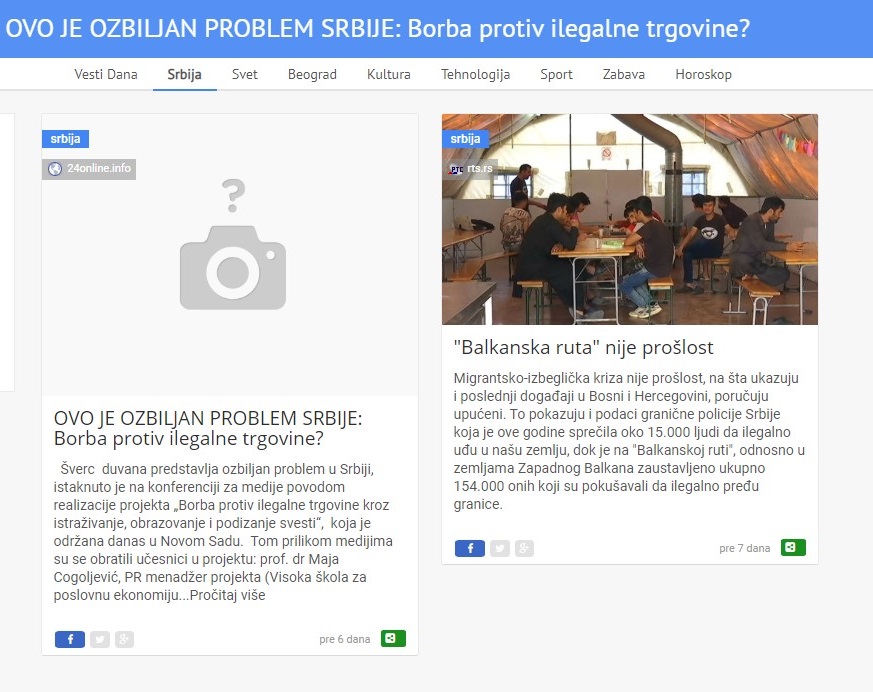 OVO JE OZBILJAN PROBLEM SRBIJE: Borba protiv ilegalne trgovine?
Vesti Dana Srbija Svet Beograd Kultura Tehnologija Sport Zabava Horoskop
srbija
24online.info
?
OVO JE OZBILJAN PROBLEM SRBIJE:
Borba protiv ilegalne trgovine?
Šverc duvana predstavlja ozbiljan problem u Srbiji,
istaknuto je na konferenciji za medije povodom
realizacije projekta „Borba protiv ilegalne trgovine kroz
istraživanje, obrazovanje i podizanje svesti“, koja je
održana danas u Novom Sadu. Tom prilikom medijima
su se obratili učesnici u projektu: prof. dr Maja
Cogoljević, PR menadžer projekta (Visoka škola za
poslovnu ekonomiju...Pročitaj više
f g+
pre 6 dana
srbija
PTC rts.rs
"Balkanska ruta" nije prošlost
Migrantsko-izbeglička kriza nije prošlost, na šta ukazuju
i poslednji događaji u Bosni i Hercegovini, poručuju
upućeni. To pokazuju i podaci granične policije Srbije
koja je ove godine sprečila oko 15.000 ljudi da ilegalno
uđu u našu zemlju, dok je na "Balkanskoj ruti", odnosno u
zemljama Zapadnog Balkana zaustavljeno ukupno
154.000 onih koji su pokušavali da ilegalno pređu
granice.
f g+
pre 7 dana